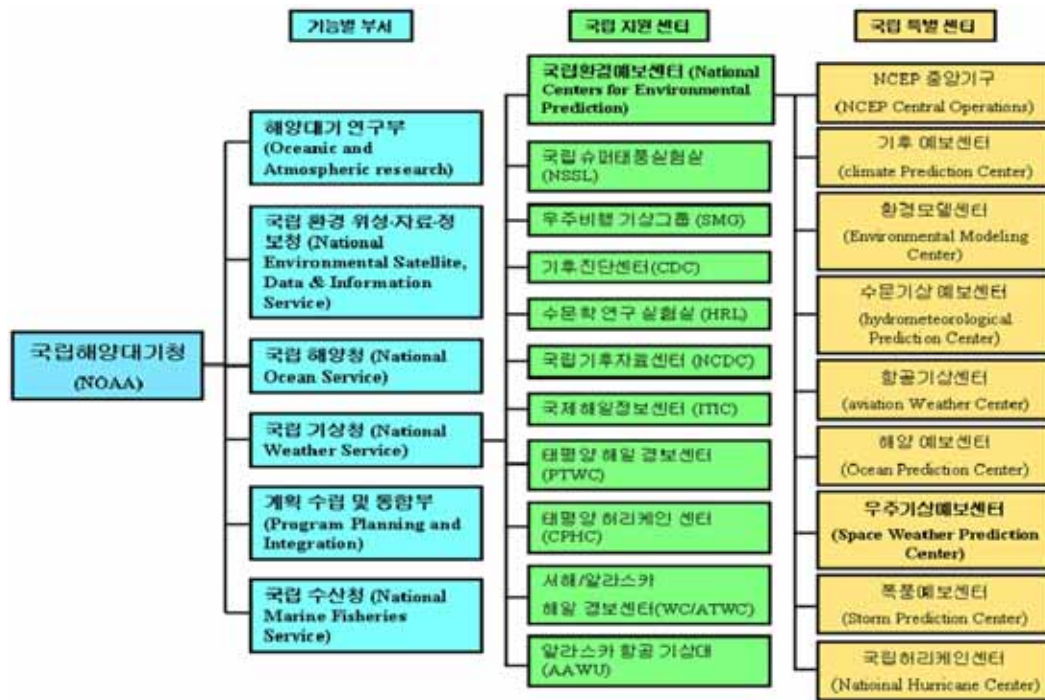 기능별 부서
국립 지원 센터
국립 특별 센터
국립해양대기청
(NOAA)
해양대기 연구부
(Oceanic and
Atmospheric research)
국립 환경 위성·자료·정
보청 (National
Environmental Satellite,
Data & Information
Service)
국립 해양청 (National
Ocean Service)
국립 기상청 (National
Weather Service)
계획 수립 및 통합부
(Program Planning and
Integration)
국립 수산청 (National
Marine Fisheries
Service)
국립환경예보센터 (National
Centers for Environmental
Prediction)
국립 슈퍼태풍실험실
(NSSL)
우주비행 기상그룹 (SMG)
기후진단센터(CDC)
수문학 연구 실험실 (HRL)
국립 기후자료센터 (NCDC)
국제해일정보센터 (ITIC)
태평양 해일 경보센터
(PTWC)
태평양 허리케인 센터
(CPHC)
서해/알라스카
해일 경보센터(WC/ATWC)
알라스카 항공 기상대
(AAWU)
NCEP 중앙기구
(NCEP Central Operations)
기후 예보센터
(climate Prediction Center)
환경모델센터
(Environmental Modeling
Center)
수문기상 예보센터
(hydrometeorological
Prediction Center)
항공기상센터
(aviation Weather Center)
해양 예보센터
(Ocean Prediction Center)
우주기상예보센터
(Space Weather Prediction
Center)
폭풍예보센터
(Storm Prediction Center)
국립허리케인센터
(Natioinal Hurricane Center)